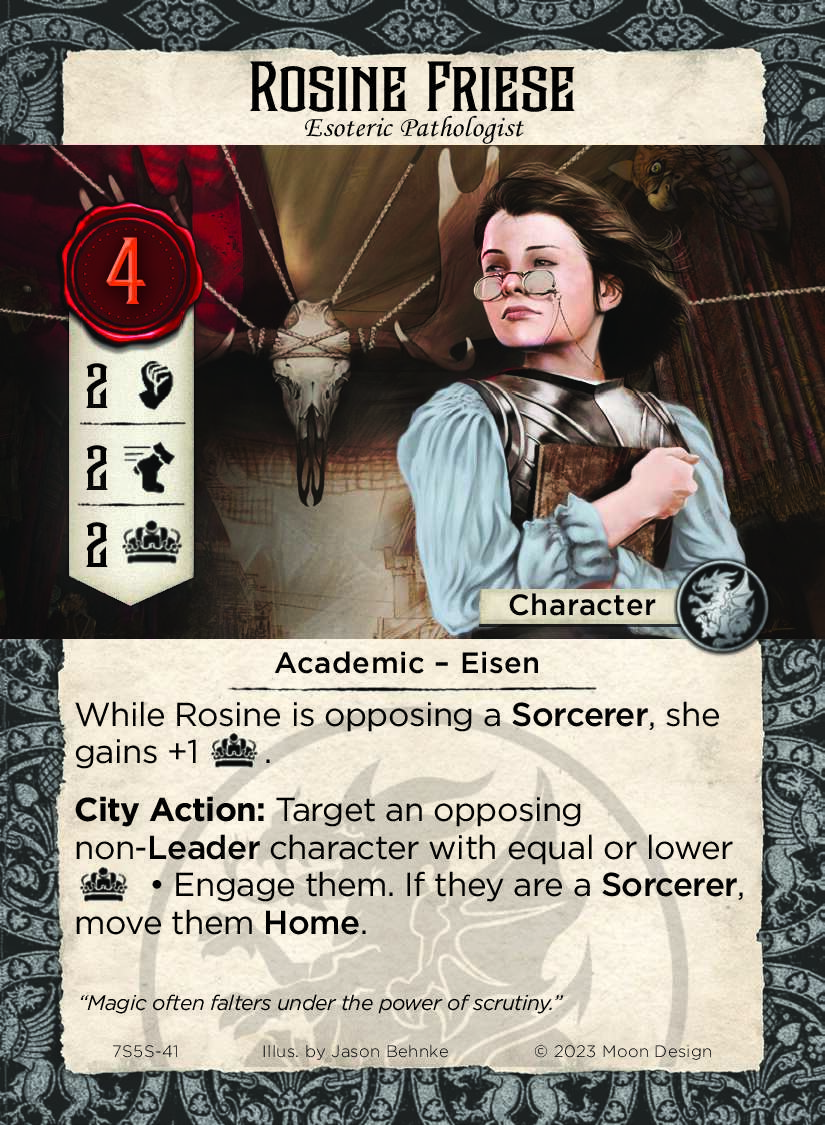 Rosine Friese
Esoteric Pathologist
4
2
2
2
Character
Academic – Eisen
While Rosine is opposing a Sorcerer, she
gains +1 .
City Action: Target an opposing
non-Leader character with equal or lower
• Engage them. If they are a Sorcerer,
move them Home.
“Magic often falters under the power of scrutiny.”
7S5S-41 Illus. by Jason Behnke © 2023 Moon Design